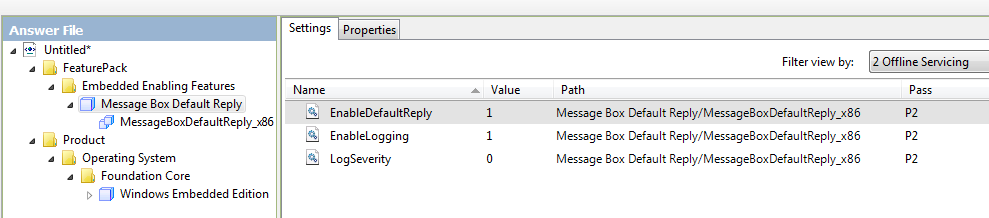 Answer File
Untitled*
FeaturePack
Embedded Enabling Features
Message Box Default Reply
MessageBoxDefaultReply_x86
Product
Operating System
Foundation Core
Windows Embedded Edition
Settings Properties
Filter view by: 2 Offline Servicing
Name Value Path Pass
EnableDefaultReply 1 Message Box Default Reply/MessageBoxDefaultReply_x86 P2
EnableLogging 1 Message Box Default Reply/MessageBoxDefaultReply_x86 P2
LogSeverity 0 Message Box Default Reply/MessageBoxDefaultReply_x86 P2